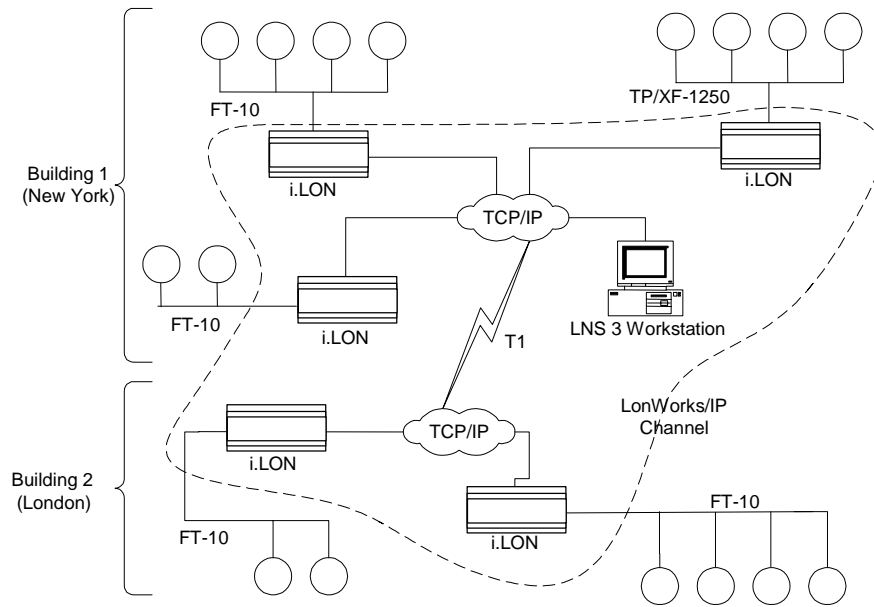 FT-10
TP/XF-1250
i.LON
i.LON
Building 1
(New York)
TCP/IP
FT-10
i.LON
LNS 3 Workstation
T1
LonWorks/IP
Channel
TCP/IP
i.LON
Building 2
(London)
FT-10
i.LON
FT-10